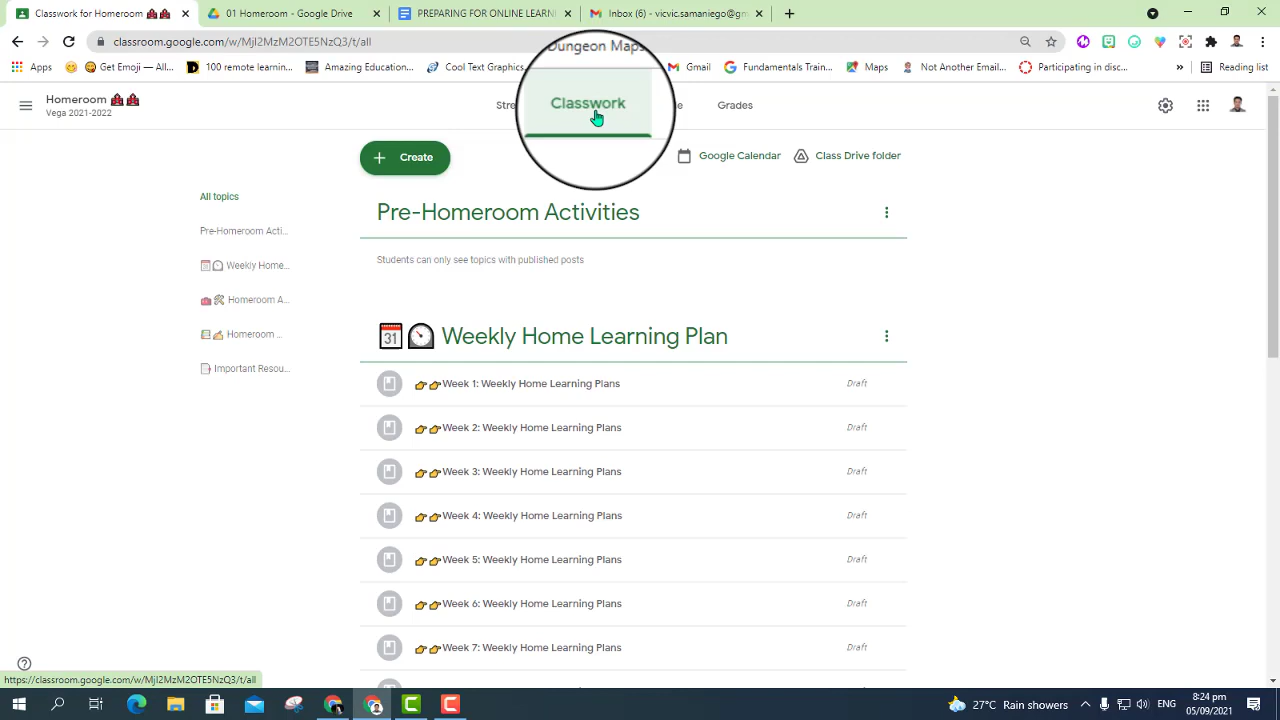 Classroom for Homeroom
01 Homeroom - Google Drive
PREPARING FOR ONLINE LEARNI
Inbox (6) - vicvic.samaniego@gm
classroom.google.com/w/MjI2MzM2OTE5NzQ3/t/all
Apps
Get Emoji — All...
100 remote learnin...
Amazing Education...
Cool Text Graphics
Dungeon Maps
Gmail
Fundamentals Train...
Maps
Not Another Email...
Participating in disc...
»
Reading list
Homeroom
Vega 2021-2022
Stre
Classwork
e
Grades
Create
Google Calendar
Class Drive folder
All topics
Pre-Homeroom Acti...
Weekly Home...
Homeroom A...
Homeroom ...
Important Resou...
Pre-Homeroom Activities
Students can only see topics with published posts
31 Weekly Home Learning Plan
Week 1: Weekly Home Learning Plans Draft
Week 2: Weekly Home Learning Plans Draft
Week 3: Weekly Home Learning Plans Draft
Week 4: Weekly Home Learning Plans Draft
Week 5: Weekly Home Learning Plans Draft
Week 6: Weekly Home Learning Plans Draft
Week 7: Weekly Home Learning Plans Draft
https://classroom.google.com/w/MjI2MzM2OTE5NzQ3/t/all
27°C Rain showers
ENG
8:24 pm
05/09/2021